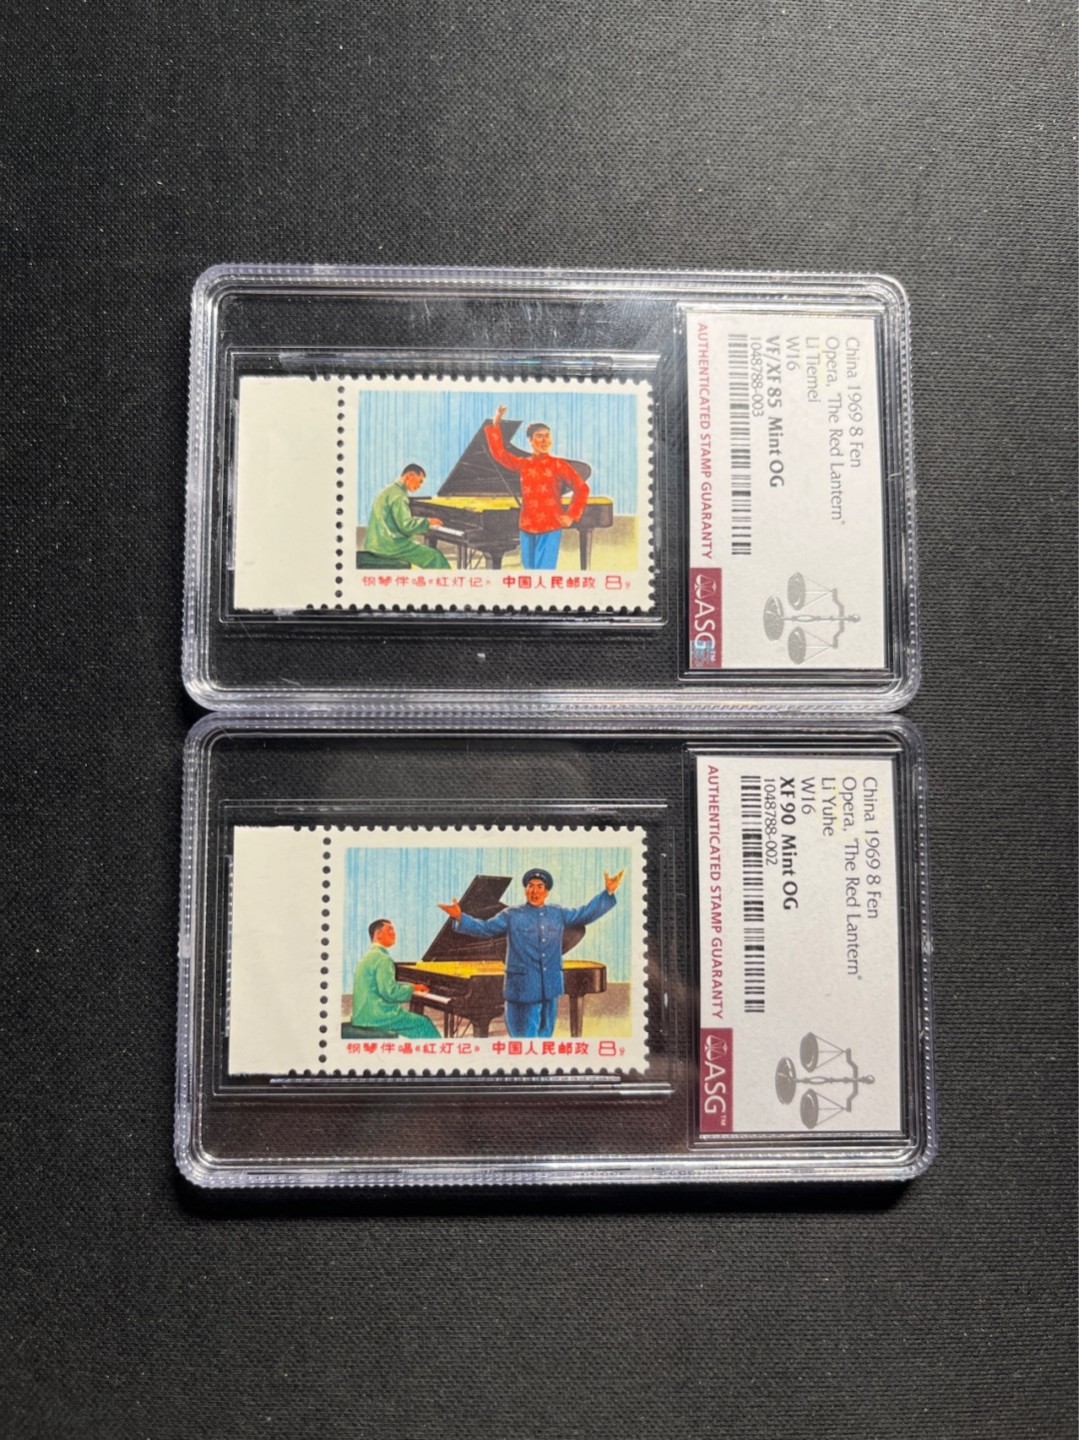 China 1969 8 Fen
Opera, "The Red Lantern"
Li Tiemei
W16
VF/XF 85 Mint OG
1048788-003
AUTHENTICATED STAMP GUARANTY
ASG™
钢琴伴唱《红灯记》 中国人民邮政 8分
China 1969 8 Fen
Opera, "The Red Lantern"
Li Yuhe
W16
XF 90 Mint OG
1048788-002
AUTHENTICATED STAMP GUARANTY
ASG™
钢琴伴唱《红灯记》 中国人民邮政 8分